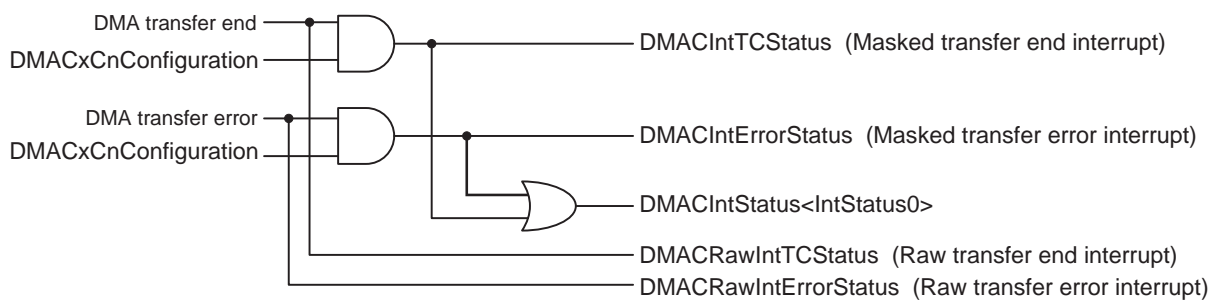 DMA transfer end
DMACIntTCStatus (Masked transfer end interrupt)
DMACxCnConfiguration
DMA transfer error
DMACIntErrorStatus (Masked transfer error interrupt)
DMACxCnConfiguration
DMACIntStatus<IntStatus0>
DMACRawIntTCStatus (Raw transfer end interrupt)
DMACRawIntErrorStatus (Raw transfer error interrupt)